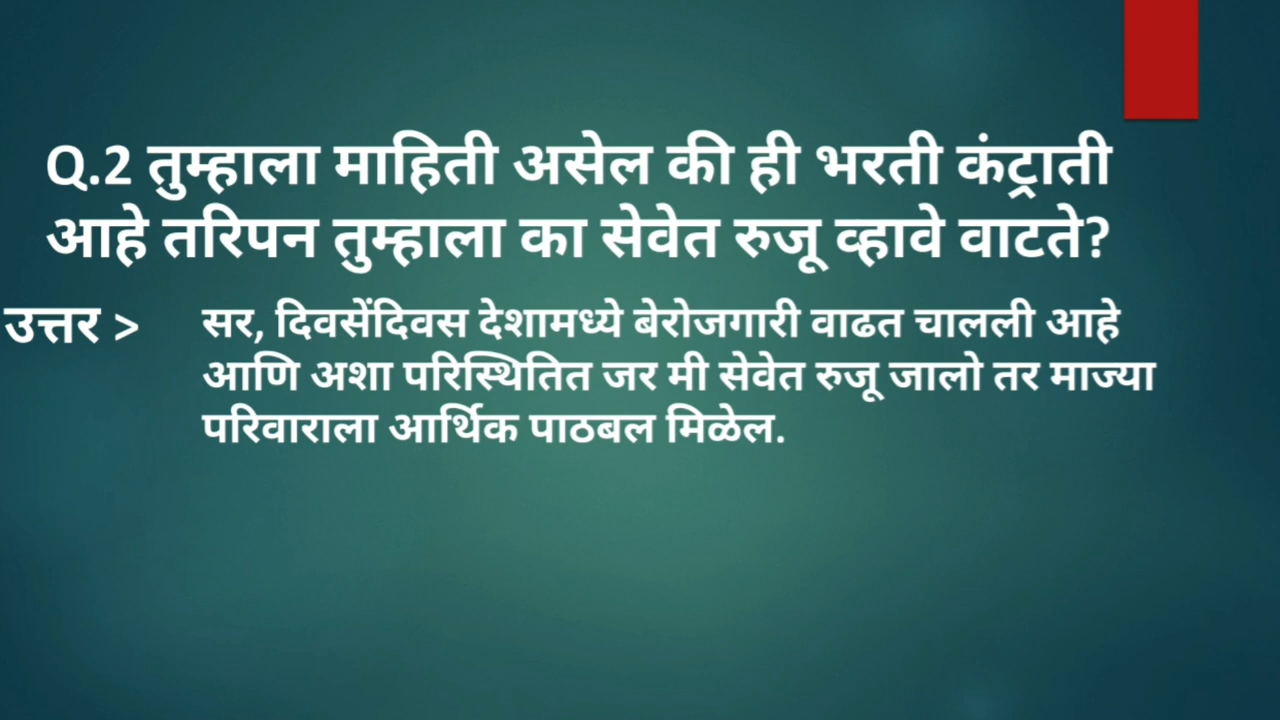 Q.2 तुम्हाला माहिती असेल की ही भरती कंट्राती
आहे तरिपन तुम्हाला का सेवेत रुजू व्हावे वाटते?
उत्तर > सर, दिवसेंदिवस देशामध्ये बेरोजगारी वाढत चालली आहे
आणि अशा परिस्थितित जर मी सेवेत रुजू जालो तर माज्या
परिवाराला आर्थिक पाठबल मिळेल.